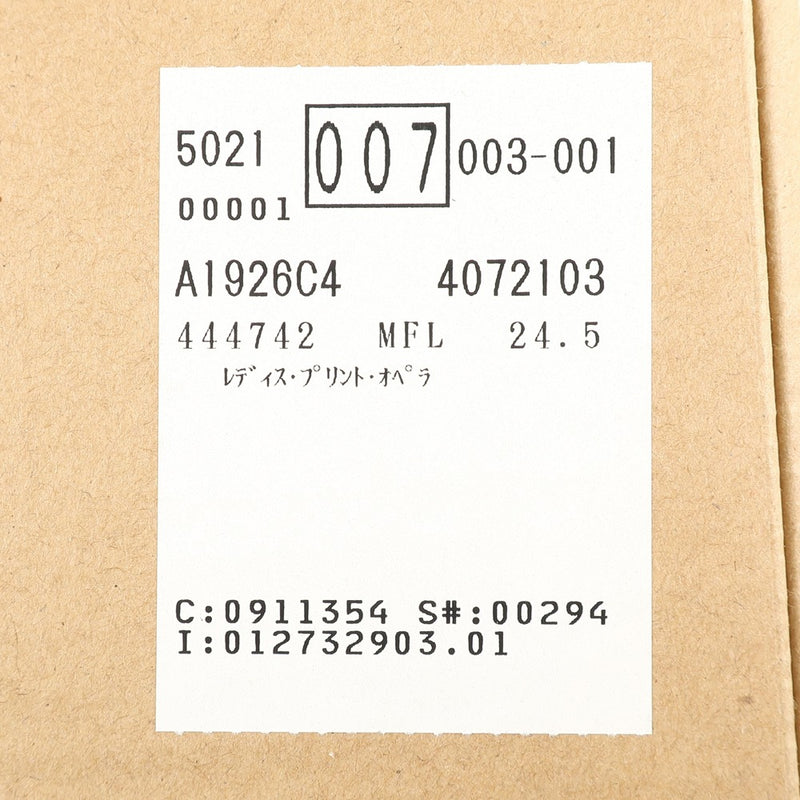 5021 007 003-001
00001
A1926C4 4072103
444742 MFL 24.5
ﾚﾃﾞｨｽ･ﾌﾟﾘﾝﾄ･ｵﾍﾟﾗ
C:0911354 S#:00294
I:012732903.01